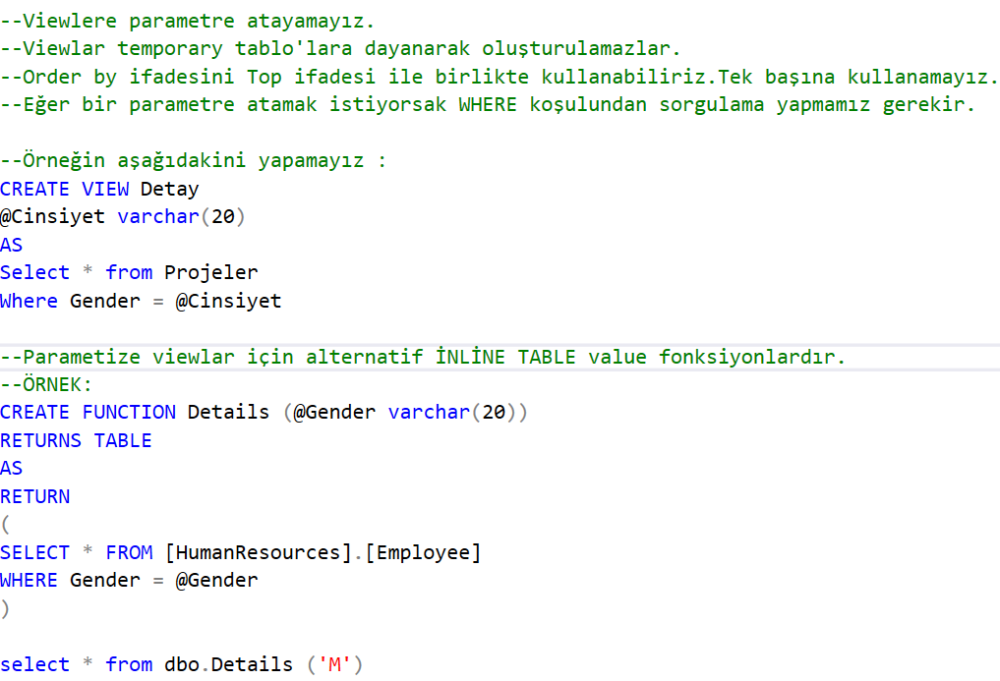 --Viewlere parametre atayamayız.
--Viewlar temporary tablo'lara dayanarak oluşturulamazlar.
--Order by ifadesini Top ifadesi ile birlikte kullanabiliriz.Tek başına kullanamayız.
--Eğer bir parametre atamak istiyorsak WHERE koşulundan sorgulama yapmamız gerekir.
--Örneğin aşağıdakini yapamayız :
CREATE VIEW Detay
@Cinsiyet varchar(20)
AS
Select * from Projeler
Where Gender = @Cinsiyet
--Parametize viewlar için alternatif İNLİNE TABLE value fonksiyonlardır.
--ÖRNEK:
CREATE FUNCTION Details (@Gender varchar(20))
RETURNS TABLE
AS
RETURN
(
SELECT * FROM [HumanResources].[Employee]
WHERE Gender = @Gender
)
select * from dbo.Details ('M')